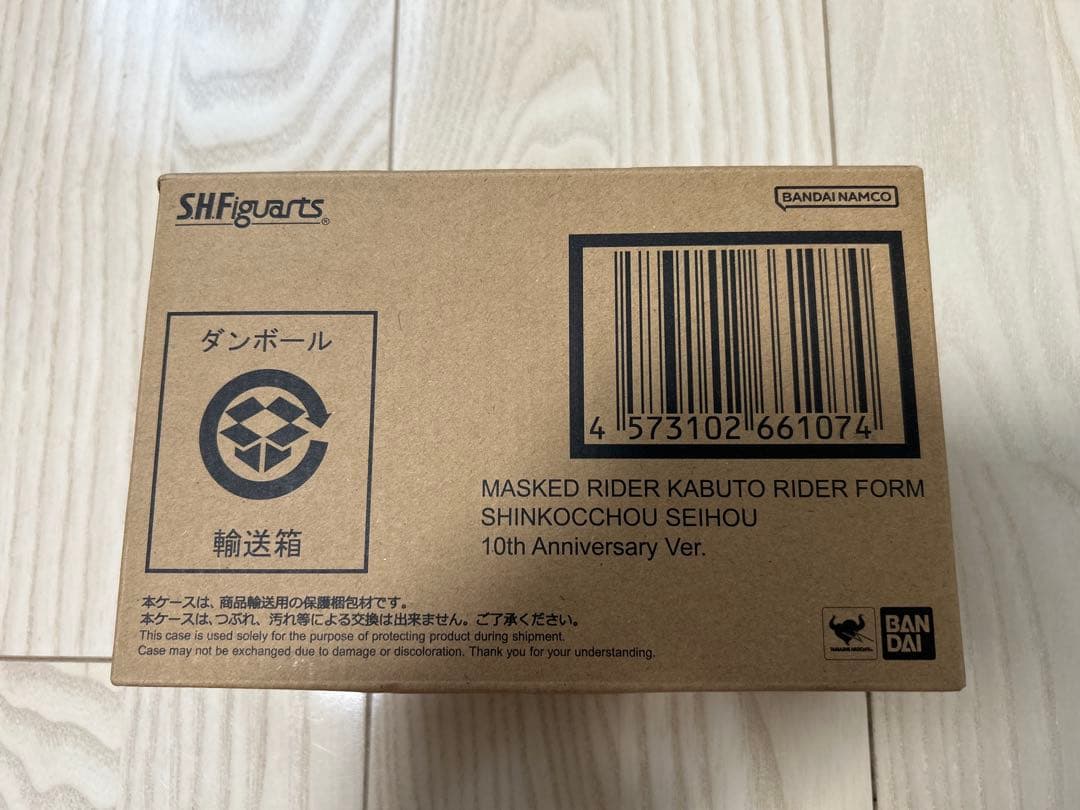 S.H.Figuarts®
BANDAI NAMCO
ダンボール
輸送箱
4 573102 661074
MASKED RIDER KABUTO RIDER FORM
SHINKOCCHOU SEIHOU
10th Anniversary Ver.
本ケースは、商品輸送用の保護梱包材です。
本ケースは、つぶれ、汚れ等による交換は出来ません。ご了承ください。
This case is used solely for the purpose of protecting product during shipment.
Case may not be exchanged due to damage or discoloration. Thank you for your understanding.
BAN
DAI